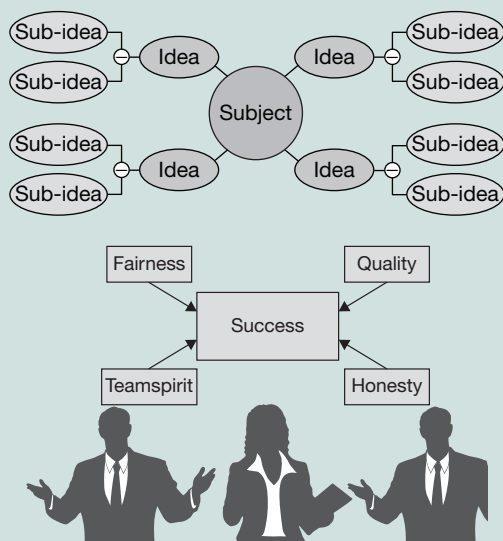 Sub-idea
Sub-idea
Idea
Idea
Sub-idea
Sub-idea
Subject
Sub-idea
Sub-idea
Idea
Idea
Sub-idea
Sub-idea
Fairness
Quality
Success
Teamspirit
Honesty